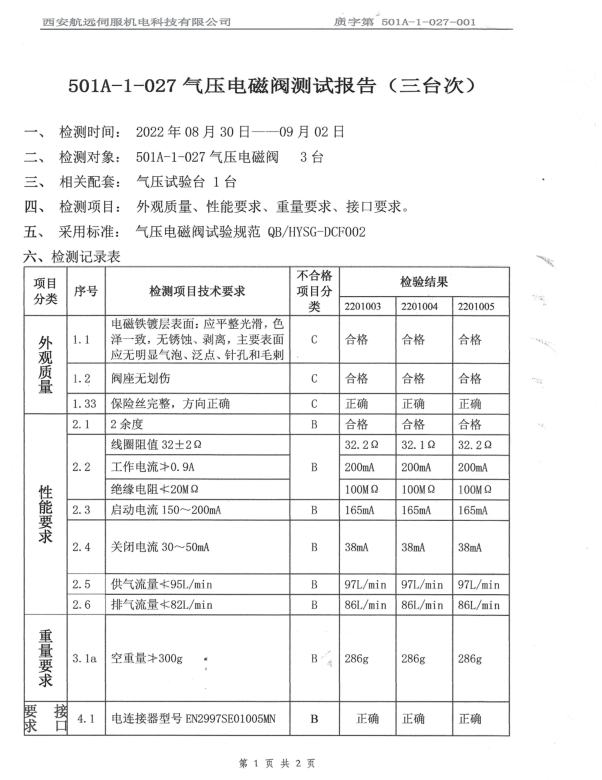 西安航远伺服机电科技有限公司 质字第 501A-1-027-001
501A-1-027 气压电磁阀测试报告（三台次）
一、 检测时间： 2022 年 08 月 30 日——09 月 02 日
二、 检测对象： 501A-1-027 气压电磁阀 3 台
三、 相关配套： 气压试验台 1 台
四、 检测项目： 外观质量、性能要求、重量要求、接口要求。
五、 采用标准： 气压电磁阀试验规范 QB/HYSG-DCF002
六、检测记录表
项目分类 序号 检测项目技术要求 不合格项目分类 检验结果
2201003 2201004 2201005
外观质量
1.1 电磁铁镀层表面：应平整光滑，色泽一致，无锈蚀、剥离，主要表面应无明显气泡、泛点、针孔和毛刺 C 合格 合格 合格
1.2 阀座无划伤 C 合格 合格 合格
1.33 保险丝完整，方向正确 C 正确 正确 正确
性能要求
2.1 2 余度 B 合格 合格 合格
2.2 线圈阻值 32±2Ω B 32.2Ω 32.1Ω 32.2Ω
工作电流≯0.9A 200mA 200mA 200mA
绝缘电阻≮20MΩ 100MΩ 100MΩ 100MΩ
2.3 启动电流 150～200mA B 165mA 165mA 165mA
2.4 关闭电流 30～50mA B 38mA 38mA 38mA
2.5 供气流量≮95L/min B 97L/min 97L/min 97L/min
2.6 排气流量≮82L/min B 86L/min 86L/min 86L/min
重量要求
3.1a 空重量≯300g B 286g 286g 286g
接口要求
4.1 电连接器型号 EN2997SE01005MN B 正确 正确 正确
第 1 页 共 2 页